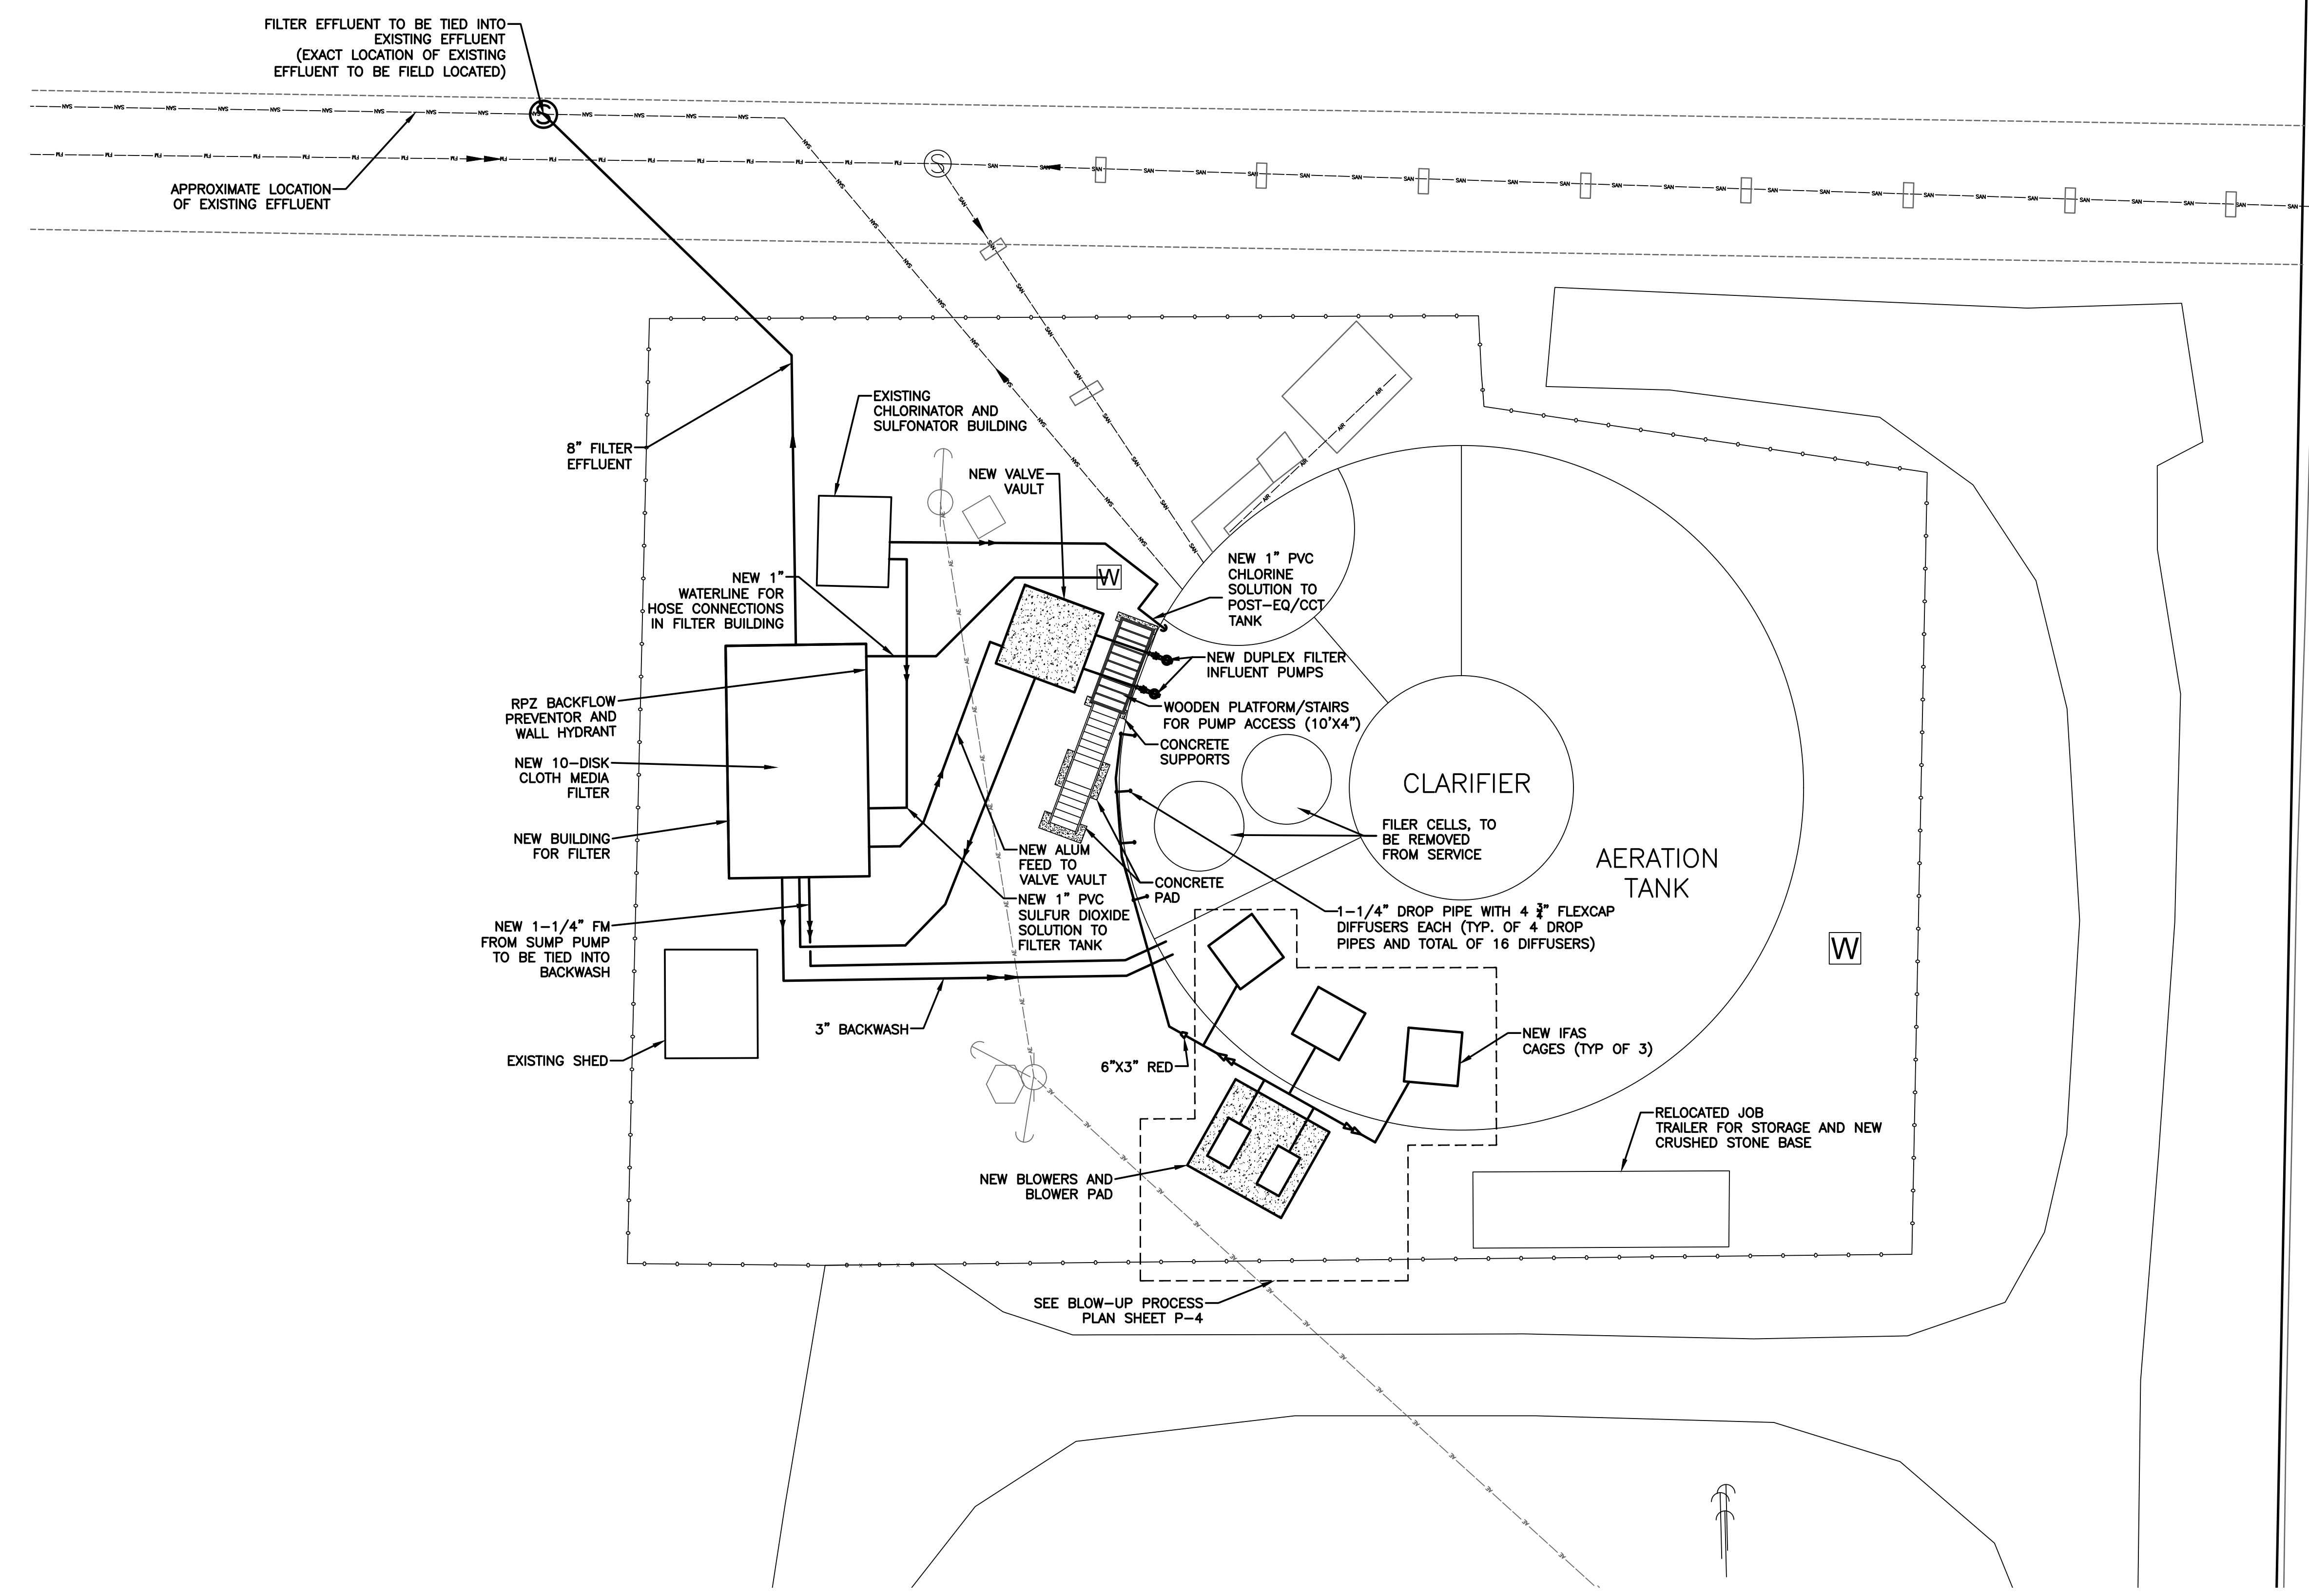 FILTER EFFLUENT TO BE TIED INTO
EXISTING EFFLUENT
(EXACT LOCATION OF EXISTING
EFFLUENT TO BE FIELD LOCATED)
APPROXIMATE LOCATION
OF EXISTING EFFLUENT
EXISTING
CHLORINATOR AND
SULFONATOR BUILDING
8" FILTER
EFFLUENT
NEW VALVE
VAULT
NEW 1" PVC
CHLORINE
SOLUTION TO
POST-EQ/CCT
TANK
W
NEW 1"
WATERLINE FOR
HOSE CONNECTIONS
IN FILTER BUILDING
NEW DUPLEX FILTER
INFLUENT PUMPS
RPZ BACKFLOW
PREVENTOR AND
WALL HYDRANT
WOODEN PLATFORM/STAIRS
FOR PUMP ACCESS (10'X4")
CONCRETE
SUPPORTS
NEW 10-DISK
CLOTH MEDIA
FILTER
CLARIFIER
NEW BUILDING
FOR FILTER
FILER CELLS, TO
BE REMOVED
FROM SERVICE
AERATION
TANK
NEW ALUM
FEED TO
VALVE VAULT
CONCRETE
PAD
NEW 1" PVC
SULFUR DIOXIDE
SOLUTION TO
FILTER TANK
1-1/4" DROP PIPE WITH 4 3/4" FLEXCAP
DIFFUSERS EACH (TYP. OF 4 DROP
PIPES AND TOTAL OF 16 DIFFUSERS)
W
NEW 1-1/4" FM
FROM SUMP PUMP
TO BE TIED INTO
BACKWASH
3" BACKWASH
EXISTING SHED
6"X3" RED
NEW IFAS
CAGES (TYP OF 3)
RELOCATED JOB
TRAILER FOR STORAGE AND NEW
CRUSHED STONE BASE
NEW BLOWERS AND
BLOWER PAD
SEE BLOW-UP PROCESS
PLAN SHEET P-4